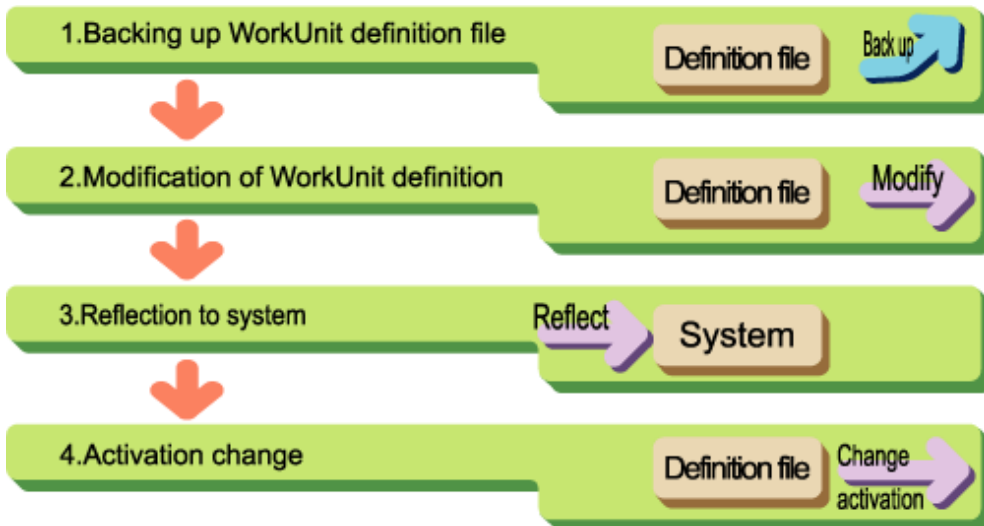 1.Backing up WorkUnit definition file
Definition file
Back up
2.Modification of WorkUnit definition
Definition file
Modify
3.Reflection to system
Reflect
System
4.Activation change
Definition file
Change
activation